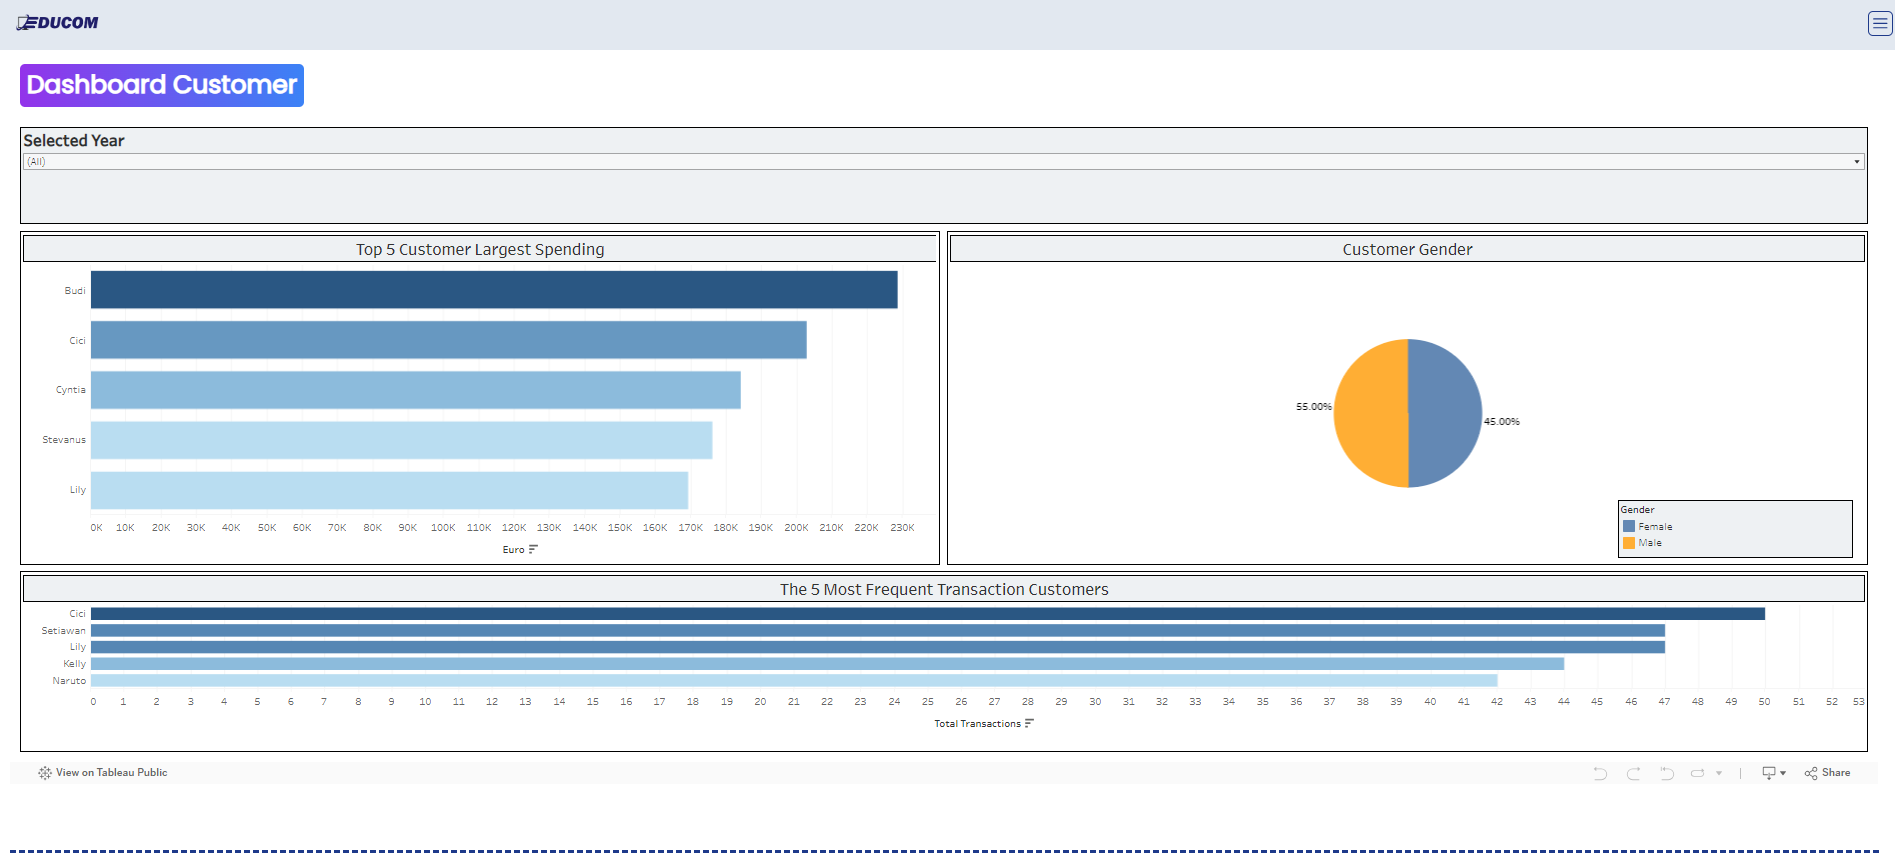 EDUCOM
Dashboard Customer
Selected Year
(All)
Top 5 Customer Largest Spending
Budi
Cici
Cyntia
Stevanus
Lily
0K 10K 20K 30K 40K 50K 60K 70K 80K 90K 100K 110K 120K 130K 140K 150K 160K 170K 180K 190K 200K 210K 220K 230K
Euro
Customer Gender
55.00%
45.00%
Gender
Female
Male
The 5 Most Frequent Transaction Customers
Cici
Setiawan
Lily
Kelly
Naruto
0 1 2 3 4 5 6 7 8 9 10 11 12 13 14 15 16 17 18 19 20 21 22 23 24 25 26 27 28 29 30 31 32 33 34 35 36 37 38 39 40 41 42 43 44 45 46 47 48 49 50 51 52 53
Total Transactions
View on Tableau Public
Share